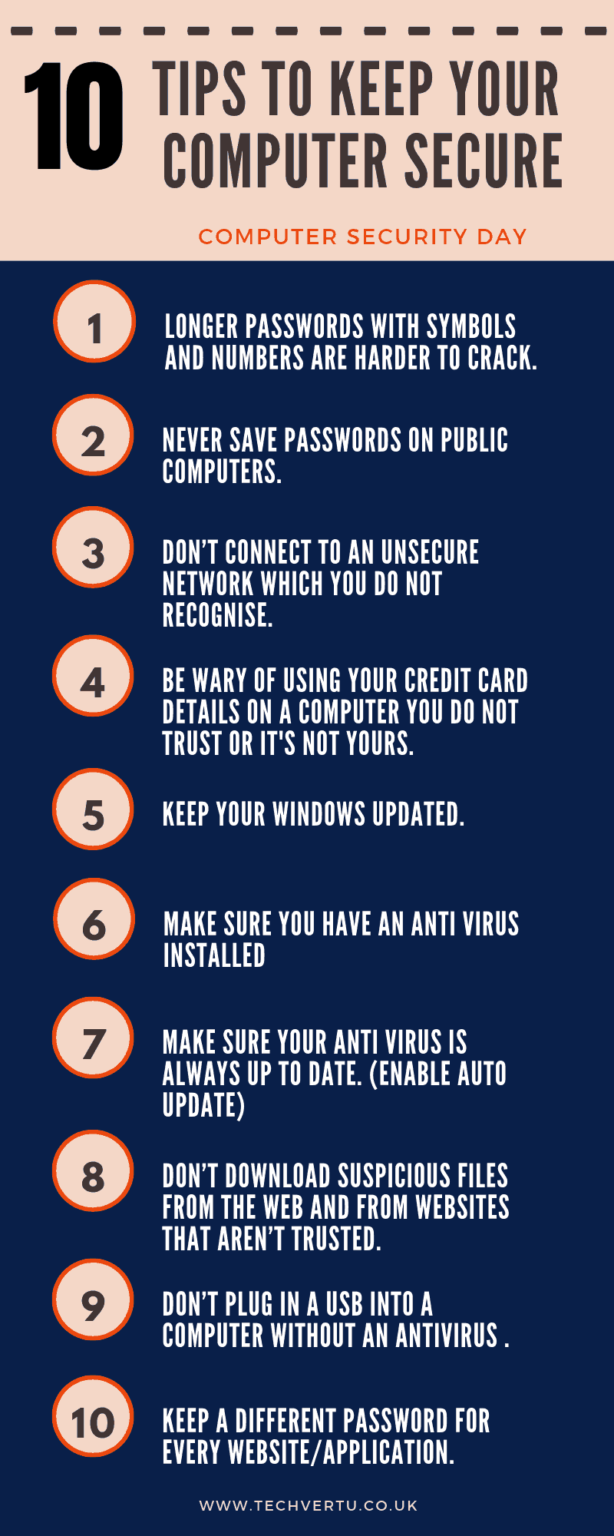 10
TIPS TO KEEP YOUR
COMPUTER SECURE
COMPUTER SECURITY DAY
1
LONGER PASSWORDS WITH SYMBOLS
AND NUMBERS ARE HARDER TO CRACK.
2
NEVER SAVE PASSWORDS ON PUBLIC
COMPUTERS.
3
DON'T CONNECT TO AN UNSECURE
NETWORK WHICH YOU DO NOT
RECOGNISE.
4
BE WARY OF USING YOUR CREDIT CARD
DETAILS ON A COMPUTER YOU DO NOT
TRUST OR IT'S NOT YOURS.
5
KEEP YOUR WINDOWS UPDATED.
6
MAKE SURE YOU HAVE AN ANTI VIRUS
INSTALLED
7
MAKE SURE YOUR ANTI VIRUS IS
ALWAYS UP TO DATE. (ENABLE AUTO
UPDATE)
8
DON'T DOWNLOAD SUSPICIOUS FILES
FROM THE WEB AND FROM WEBSITES
THAT AREN'T TRUSTED.
9
DON'T PLUG IN A USB INTO A
COMPUTER WITHOUT AN ANTIVIRUS .
10
KEEP A DIFFERENT PASSWORD FOR
EVERY WEBSITE/APPLICATION.
WWW.TECHVERTU.CO.UK